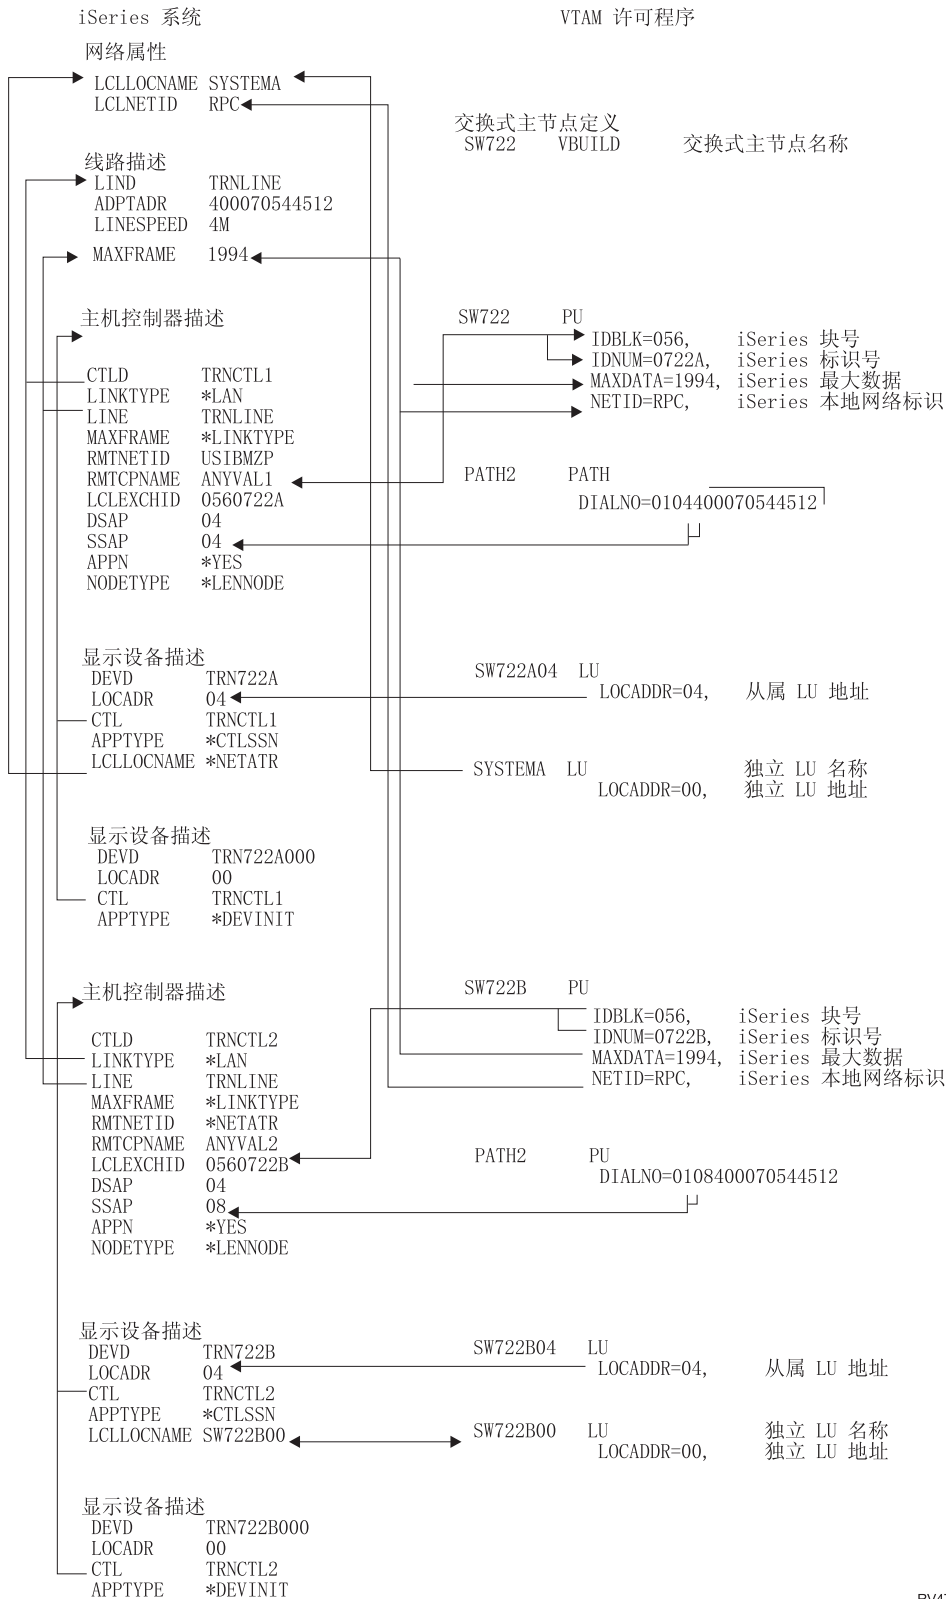 iSeries 系统
VTAM 许可程序
网络属性
LCLLOCNAME SYSTEMA
LCLNETID RPC
交换式主节点定义
SW722 VBUILD 交换式主节点名称
线路描述
LIND TRNLINE
ADPTADR 400070544512
LINESPEED 4M
MAXFRAME 1994
主机控制器描述
SW722 PU
IDBLK=056, iSeries 块号
IDNUM=0722A, iSeries 标识号
CTLD TRNCTL1
MAXDATA=1994, iSeries 最大数据
LINKTYPE *LAN
NETID=RPC, iSeries 本地网络标识
LINE TRNLINE
MAXFRAME *LINKTYPE
RMTNETID USIBMZP
RMTCPNAME ANYVAL1
PATH2 PATH
LCLEXCHID 0560722A
DIALNO=0104400070544512
DSAP 04
SSAP 04
APPN *YES
NODETYPE *LENNODE
显示设备描述
DEVD TRN722A
SW722A04 LU
LOCADR 04
LOCADDR=04, 从属 LU 地址
CTL TRNCTL1
APPTYPE *CTLSSN
LCLLOCNAME *NETATR
SYSTEMA LU 独立 LU 名称
LOCADDR=00, 独立 LU 地址
显示设备描述
DEVD TRN722A000
LOCADR 00
CTL TRNCTL1
APPTYPE *DEVINIT
主机控制器描述
SW722B PU
IDBLK=056, iSeries 块号
CTLD TRNCTL2
IDNUM=0722B, iSeries 标识号
LINKTYPE *LAN
MAXDATA=1994, iSeries 最大数据
LINE TRNLINE
NETID=RPC, iSeries 本地网络标识
MAXFRAME *LINKTYPE
RMTNETID *NETATR
RMTCPNAME ANYVAL2
LCLEXCHID 0560722B
PATH2 PU
DSAP 04
DIALNO=0108400070544512
SSAP 08
APPN *YES
NODETYPE *LENNODE
显示设备描述
DEVD TRN722B
SW722B04 LU
LOCADR 04
LOCADDR=04, 从属 LU 地址
CTL TRNCTL2
APPTYPE *CTLSSN
LCLLOCNAME SW722B00
SW722B00 LU 独立 LU 名称
LOCADDR=00, 独立 LU 地址
显示设备描述
DEVD TRN722B000
LOCADR 00
CTL TRNCTL2
APPTYPE *DEVINIT